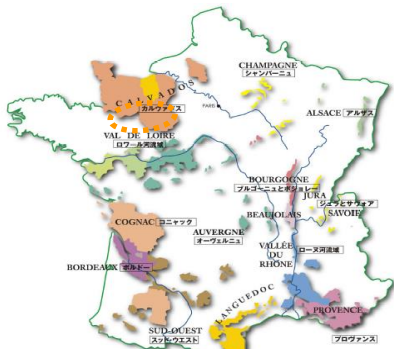 CHAMPAGNE
シャンパーニュ
CALVADOS
カルヴァドス
PARIS
ALSACE アルザス
VAL DE LOIRE
ロワール河流域
BOURGOGNE
ブルゴーニュとボジョレー
JURA
ジュラとサヴォア
SAVOIE
BEAUJOLAIS
COGNAC コニャック
AUVERGNE
オーヴェルニュ
VALLÉE
DU
RHÔNE
ローヌ河流域
BORDEAUX ボルドー
LANGUEDOC
PROVENCE
プロヴァンス
SUD-OUEST
スッド・ウエスト